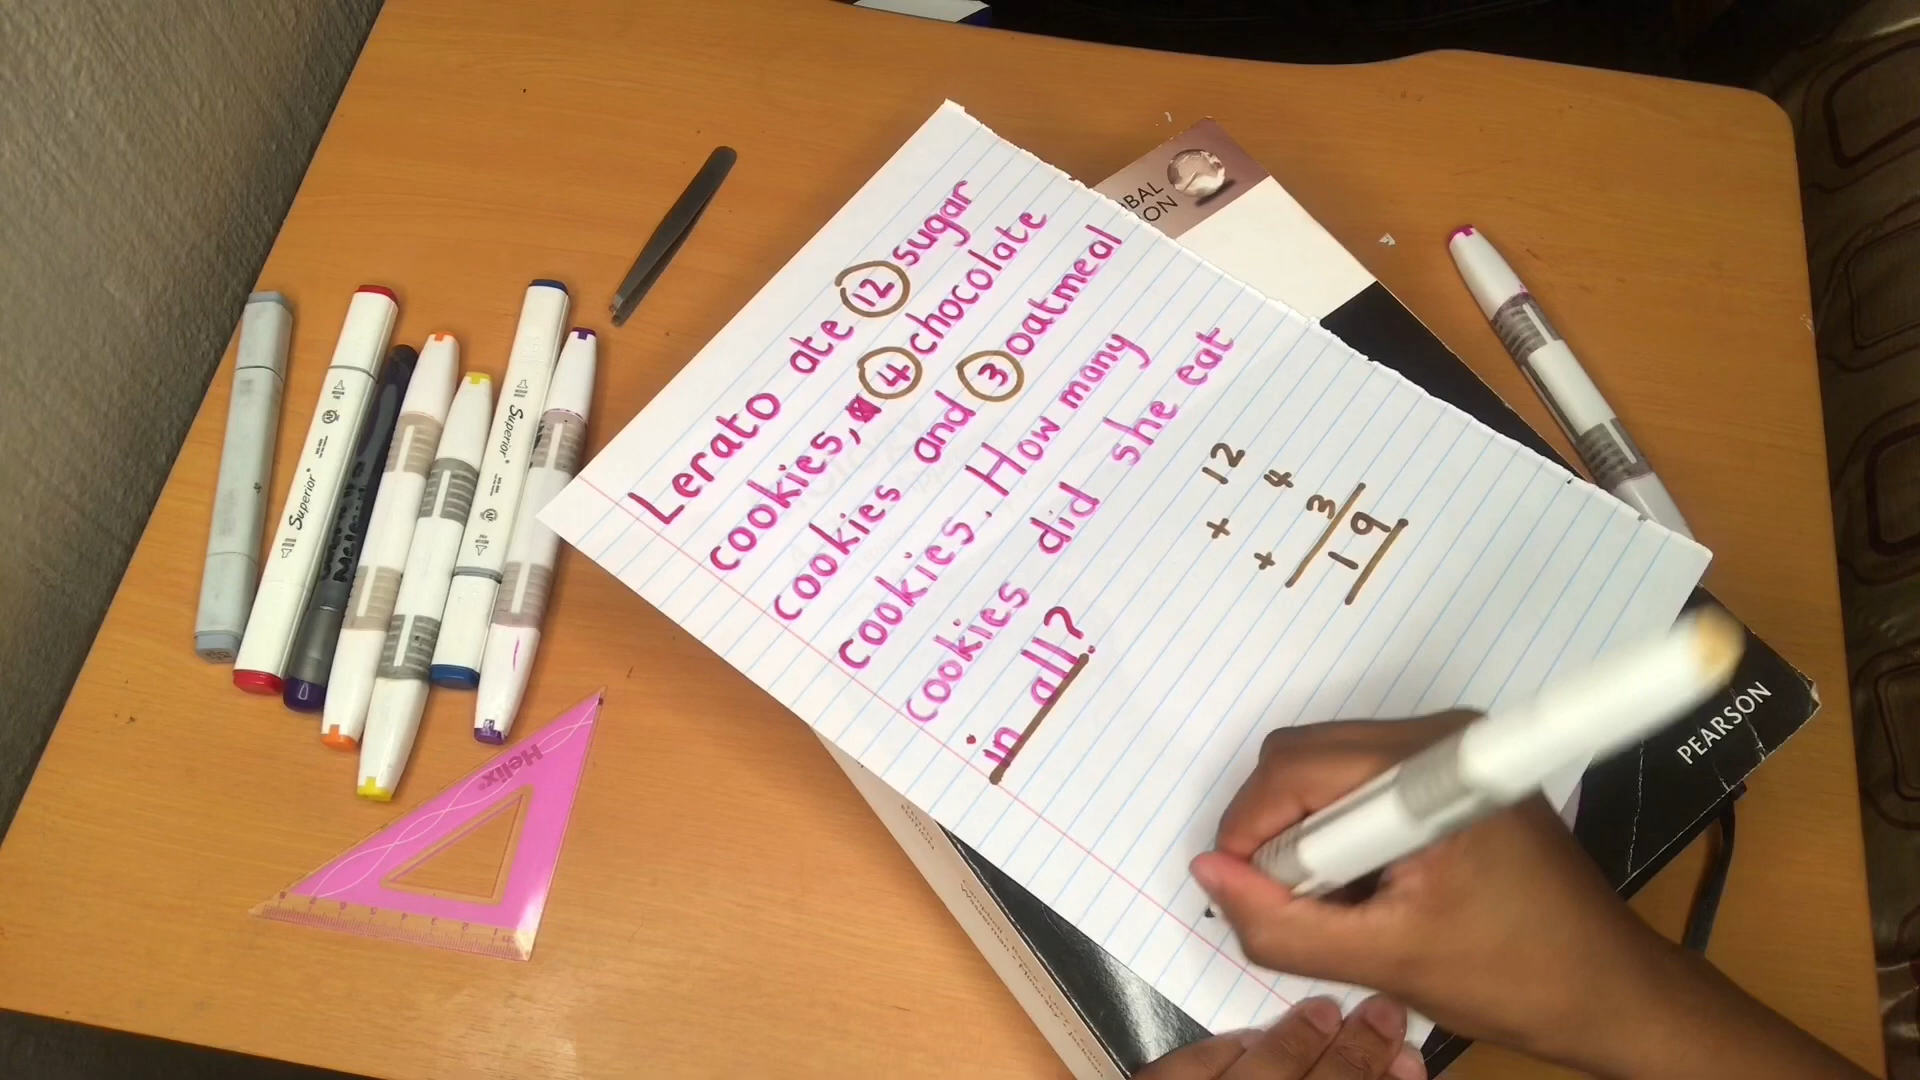 Lerato ate 12 sugar
cookies, 4 chocolate
cookies and 3 oatmeal
cookies. How many
cookies did she eat
in all?
12
+ 4
+ 3
19
PEARSON
Superior
Superior
Helix